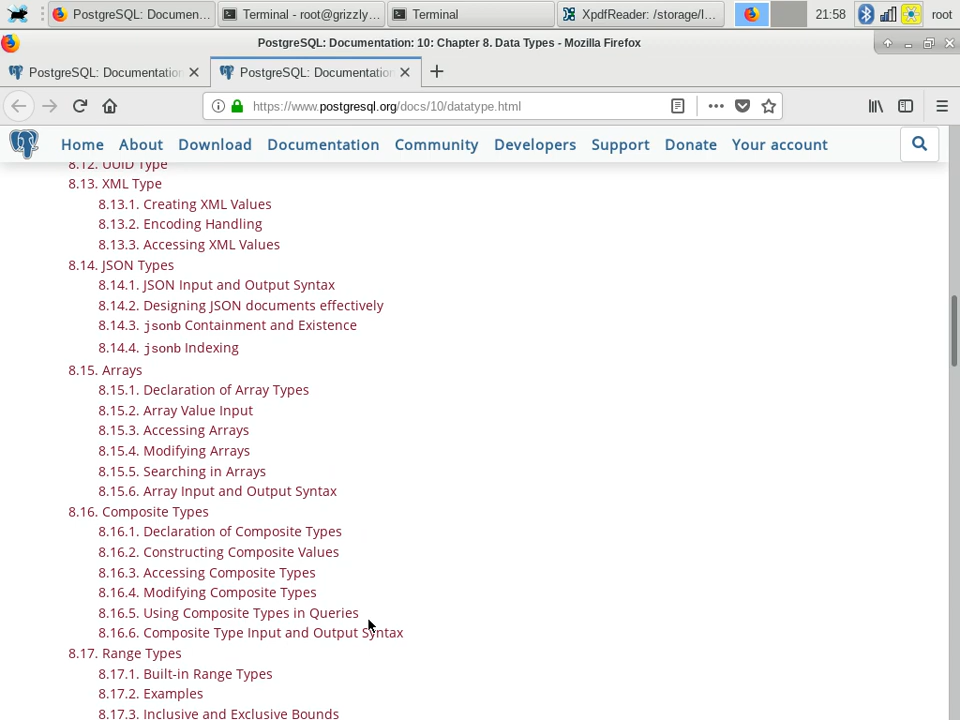 PostgreSQL: Documen...
Terminal - root@grizzly...
Terminal
XpdfReader: /storage/l...
21:58
root
PostgreSQL: Documentation: 10: Chapter 8. Data Types - Mozilla Firefox
PostgreSQL: Documentation
PostgreSQL: Documentation
https://www.postgresql.org/docs/10/datatype.html
Home About Download Documentation Community Developers Support Donate Your account
8.12. UUID Type
8.13. XML Type
8.13.1. Creating XML Values
8.13.2. Encoding Handling
8.13.3. Accessing XML Values
8.14. JSON Types
8.14.1. JSON Input and Output Syntax
8.14.2. Designing JSON documents effectively
8.14.3. jsonb Containment and Existence
8.14.4. jsonb Indexing
8.15. Arrays
8.15.1. Declaration of Array Types
8.15.2. Array Value Input
8.15.3. Accessing Arrays
8.15.4. Modifying Arrays
8.15.5. Searching in Arrays
8.15.6. Array Input and Output Syntax
8.16. Composite Types
8.16.1. Declaration of Composite Types
8.16.2. Constructing Composite Values
8.16.3. Accessing Composite Types
8.16.4. Modifying Composite Types
8.16.5. Using Composite Types in Queries
8.16.6. Composite Type Input and Output Syntax
8.17. Range Types
8.17.1. Built-in Range Types
8.17.2. Examples
8.17.3. Inclusive and Exclusive Bounds